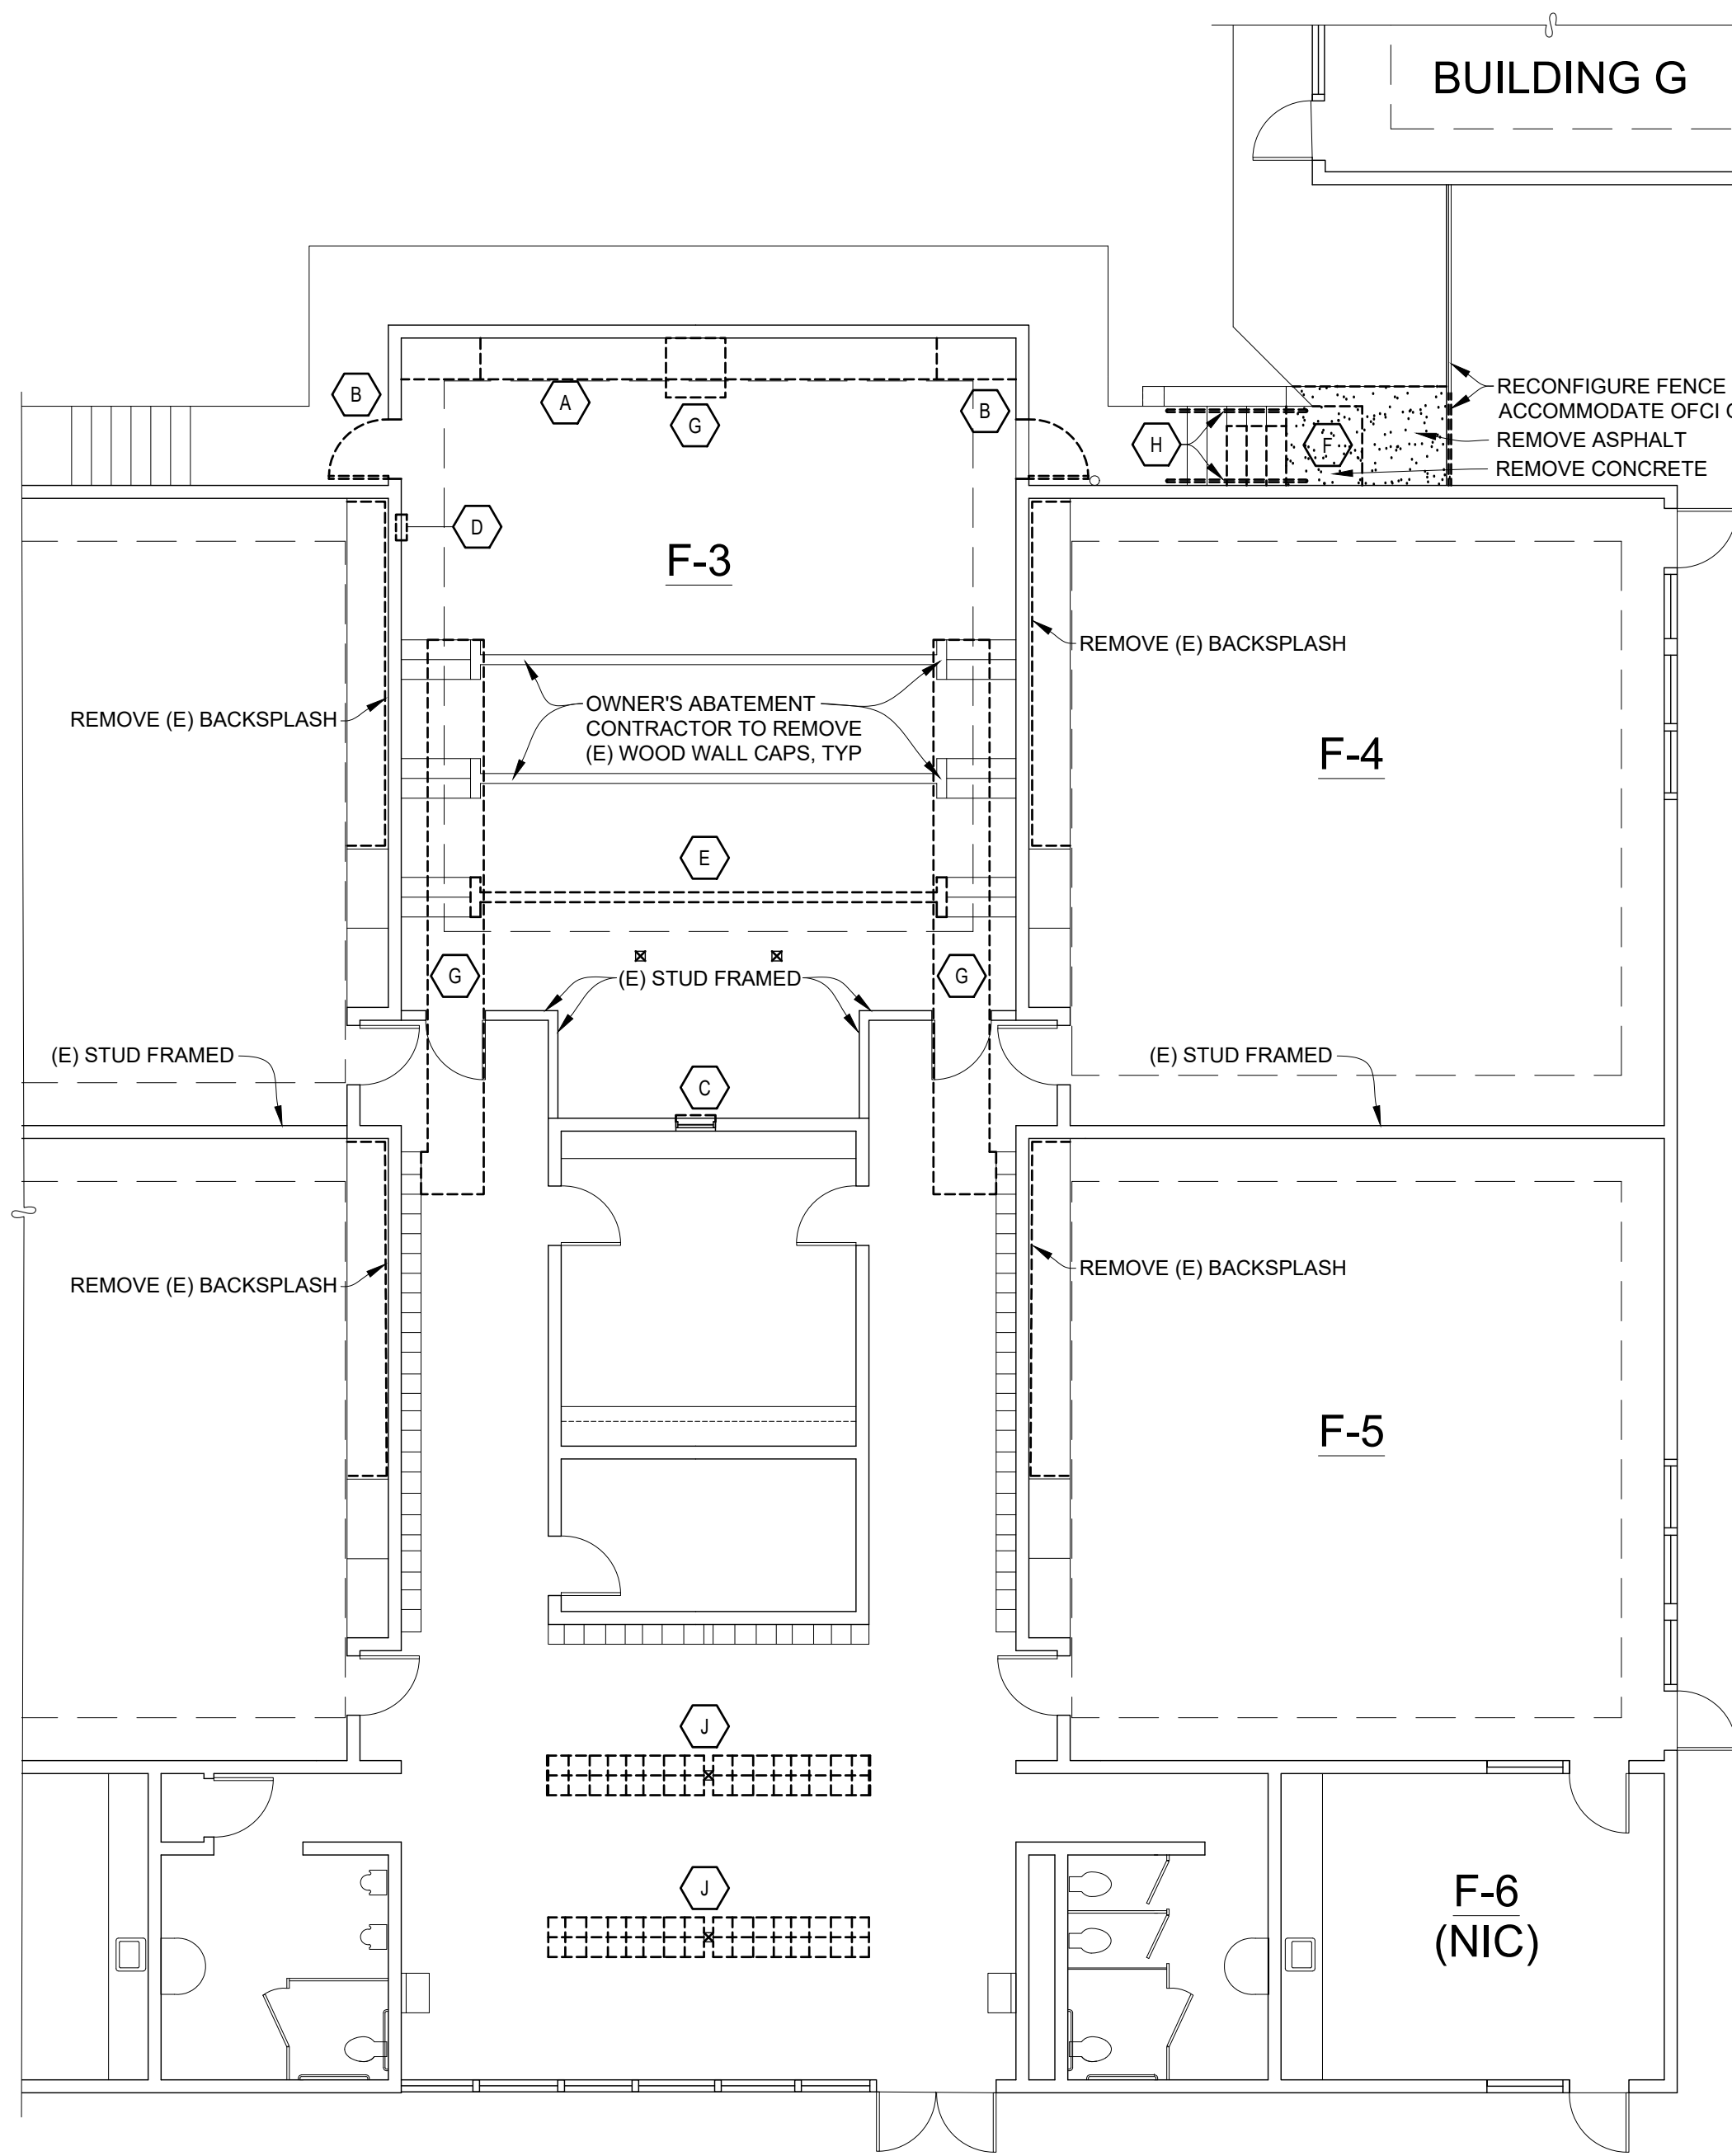 BUILDING G
RECONFIGURE FENCE
ACCOMMODATE OFCI
REMOVE ASPHALT
REMOVE CONCRETE
B
A
G
B
H
F
D
F-3
REMOVE (E) BACKSPLASH
REMOVE (E) BACKSPLASH
OWNER'S ABATEMENT
CONTRACTOR TO REMOVE
(E) WOOD WALL CAPS, TYP
F-4
E
G
(E) STUD FRAMED
G
(E) STUD FRAMED
C
(E) STUD FRAMED
REMOVE (E) BACKSPLASH
REMOVE (E) BACKSPLASH
F-5
J
J
F-6
(NIC)